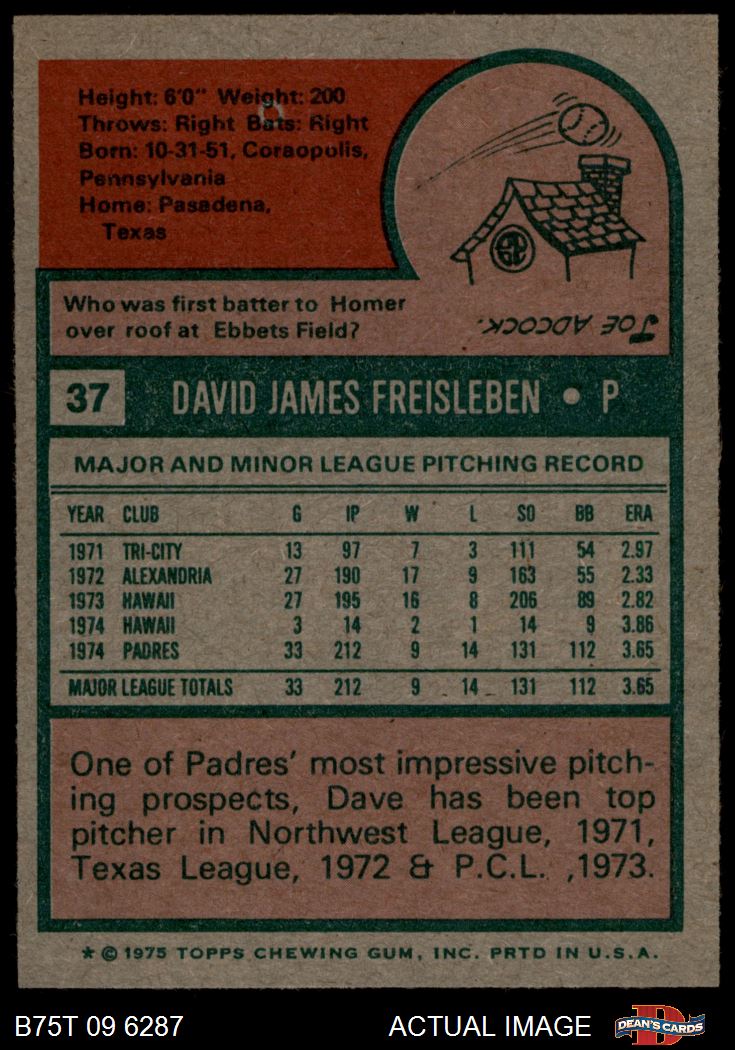 Height: 6'0" Weight: 200
Throws: Right Bats: Right
Born: 10-31-51, Coraopolis,
Pennsylvania
Home: Pasadena,
Texas
Who was first batter to Homer
over roof at Ebbets Field?
JOE ADCOCK.
37 DAVID JAMES FREISLEBEN • P
MAJOR AND MINOR LEAGUE PITCHING RECORD
YEAR CLUB G IP W L SO BB ERA
1971 TRI-CITY 13 97 7 3 111 54 2.97
1972 ALEXANDRIA 27 190 17 9 163 55 2.33
1973 HAWAII 27 195 16 8 206 89 2.82
1974 HAWAII 3 14 2 1 14 9 3.86
1974 PADRES 33 212 9 14 131 112 3.65
MAJOR LEAGUE TOTALS 33 212 9 14 131 112 3.65
One of Padres' most impressive pitch-
ing prospects, Dave has been top
pitcher in Northwest League, 1971,
Texas League, 1972 & P.C.L. ,1973.
* © 1975 TOPPS CHEWING GUM, INC. PRTD IN U.S.A.
B75T 09 6287 ACTUAL IMAGE D DEAN'S CARDS